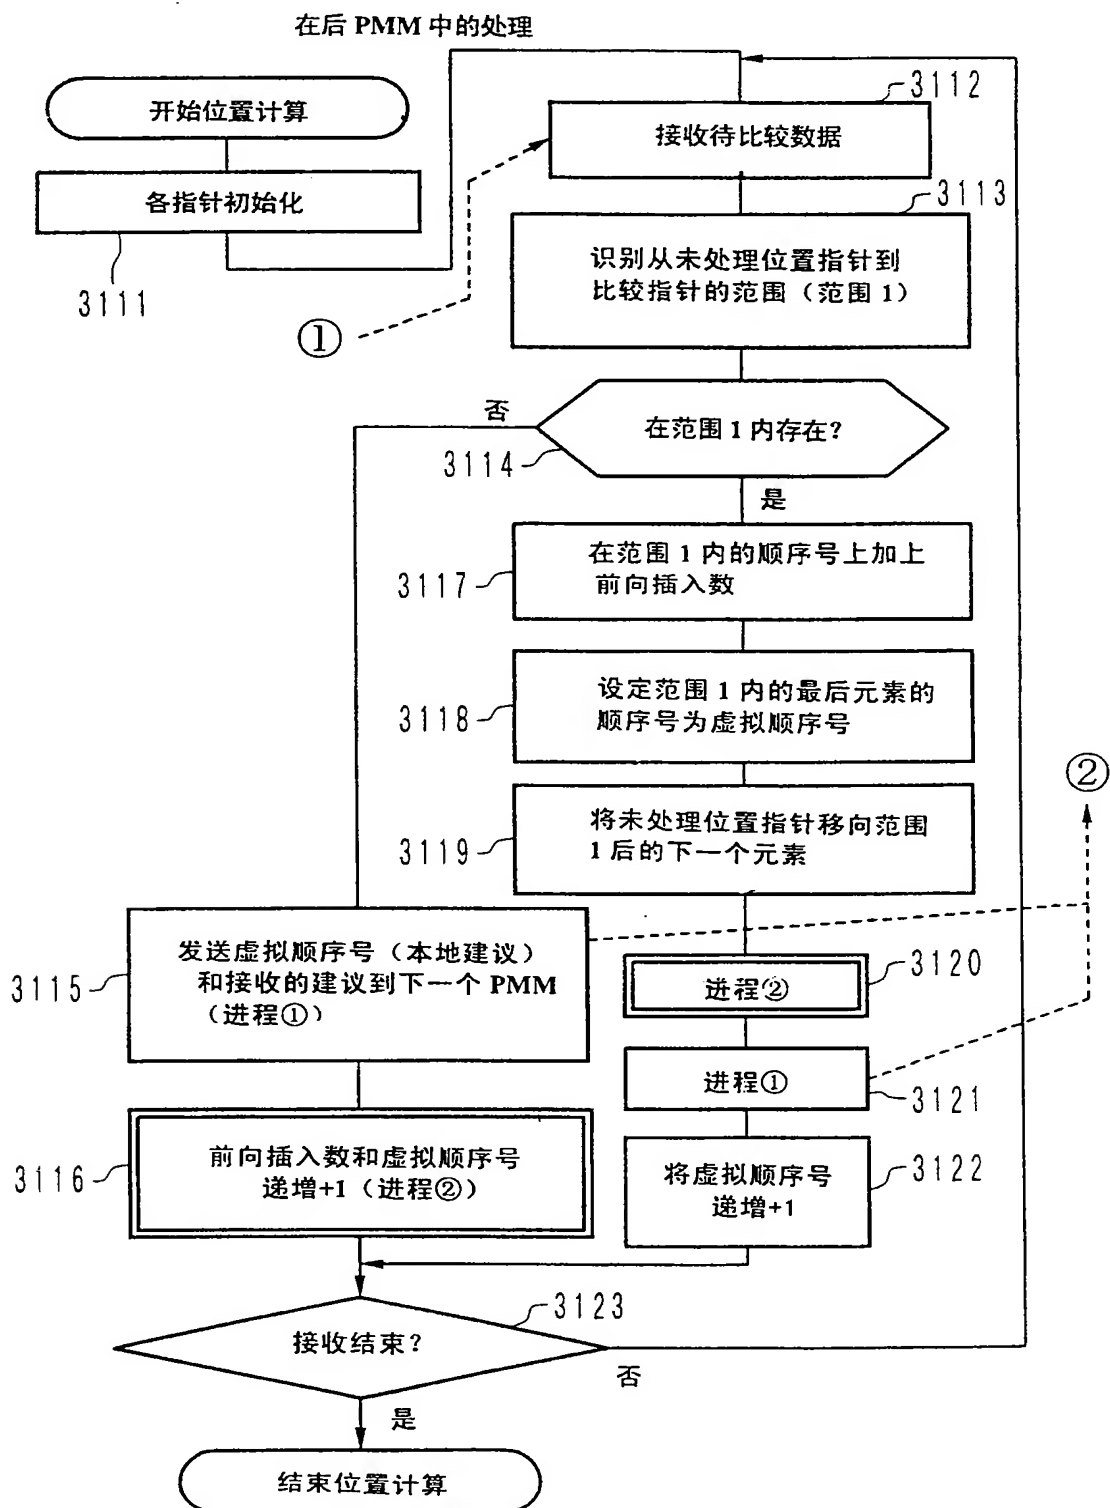 在后 PMM 中的处理
开始位置计算
各指针初始化
3111
①
3112
接收待比较数据
3113
识别从未处理位置指针到
比较指针的范围（范围 1）
否
在范围 1 内存在？
3114
是
在范围 1 内的顺序号上加上
前向插入数
3117
设定范围 1 内的最后元素的
顺序号为虚拟顺序号
3118
②
将未处理位置指针移向范围
1 后的下一个元素
3119
发送虚拟顺序号（本地建议）
和接收的建议到下一个 PMM
（进程①）
3115
进程②
3120
进程①
3121
前向插入数和虚拟顺序号
递增+1（进程②）
3116
将虚拟顺序号
递增+1
3122
接收结束？
3123
否
是
结束位置计算